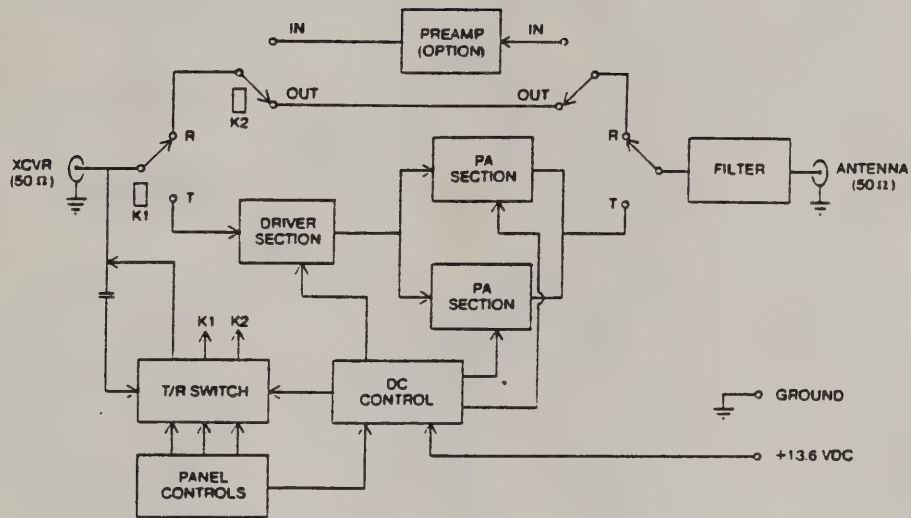 IN
PREAMP
(OPTION)
IN
OUT
OUT
K2
R
R
XCVR
(50 Ω)
K1
T
DRIVER
SECTION
PA
SECTION
T
FILTER
ANTENNA
(50 Ω)
PA
SECTION
K1
K2
T/R SWITCH
DC
CONTROL
GROUND
+13.6 VDC
PANEL
CONTROLS